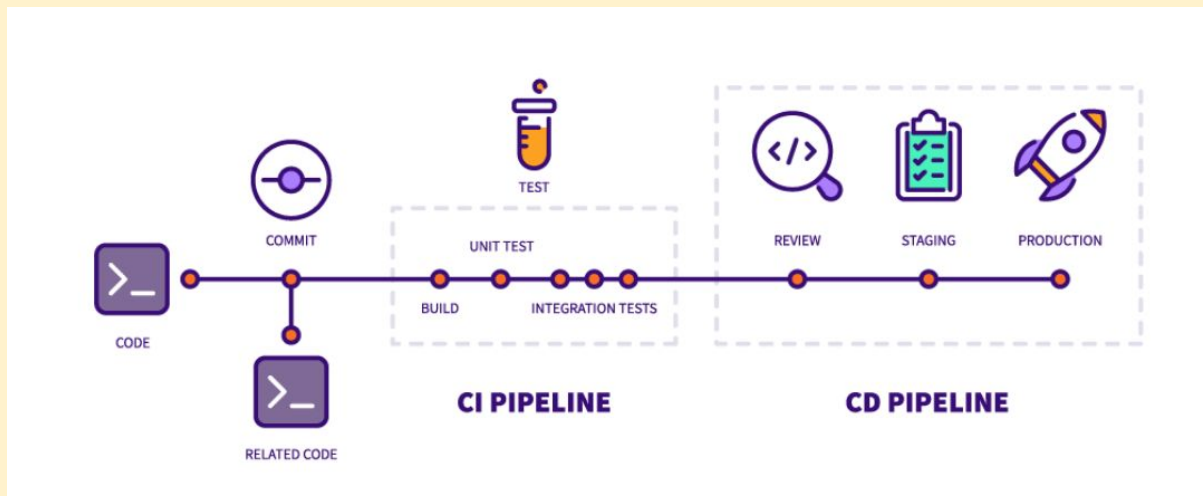 TEST
COMMIT
UNIT TEST
REVIEW
STAGING
PRODUCTION
BUILD
INTEGRATION TESTS
CODE
RELATED CODE
CI PIPELINE
CD PIPELINE